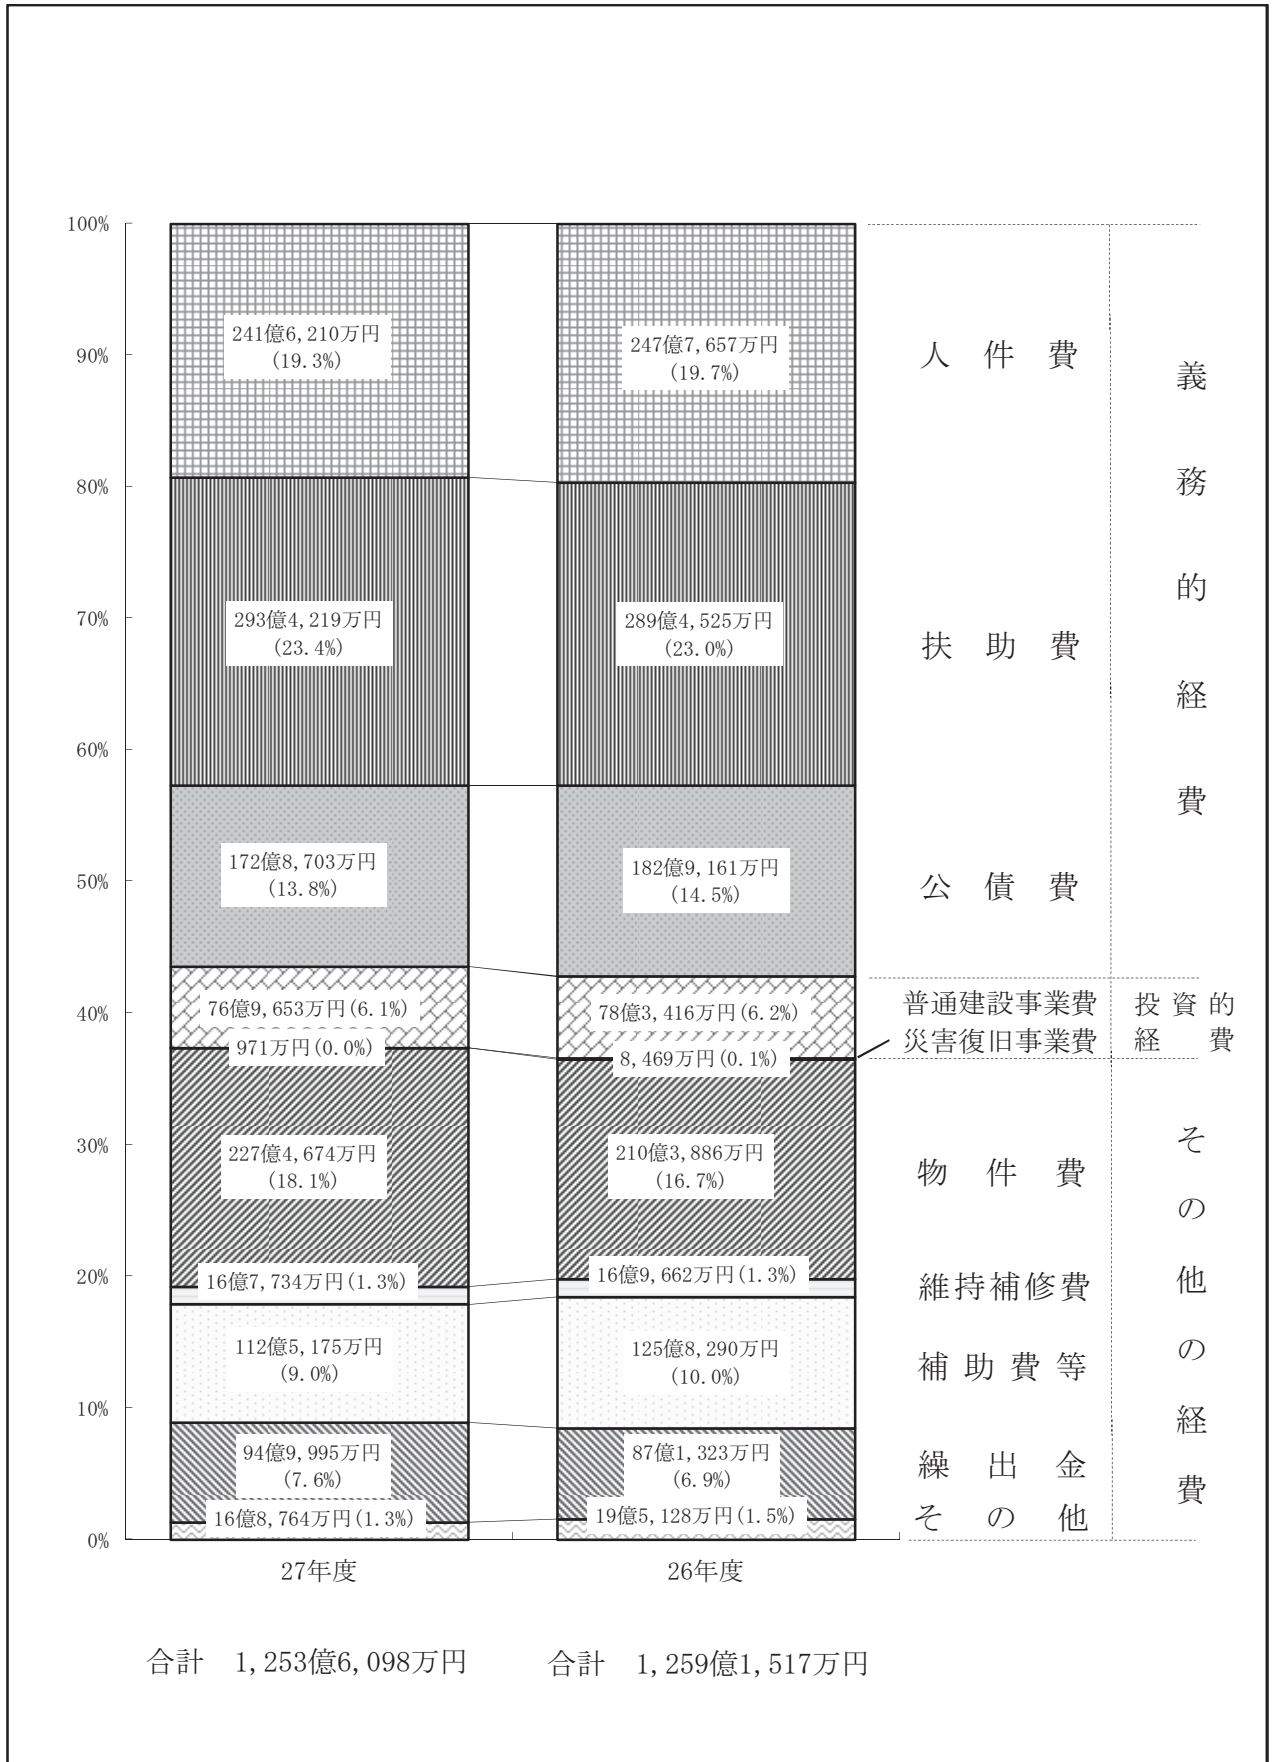 100%
90%
80%
70%
60%
50%
40%
30%
20%
10%
0%
241億6,210万円
(19.3%)
293億4,219万円
(23.4%)
172億8,703万円
(13.8%)
76億9,653万円(6.1%)
971万円(0.0%)
227億4,674万円
(18.1%)
16億7,734万円(1.3%)
112億5,175万円
(9.0%)
94億9,995万円
(7.6%)
16億8,764万円(1.3%)
27年度
247億7,657万円
(19.7%)
289億4,525万円
(23.0%)
182億9,161万円
(14.5%)
78億3,416万円(6.2%)
8,469万円(0.1%)
210億3,886万円
(16.7%)
16億9,662万円(1.3%)
125億8,290万円
(10.0%)
87億1,323万円
(6.9%)
19億5,128万円(1.5%)
26年度
人件費
扶助費
公債費
普通建設事業費
災害復旧事業費
物件費
維持補修費
補助費等
繰出金
その他
義務的経費
投資的
経費
その他の経費
合計 1,253億6,098万円
合計 1,259億1,517万円